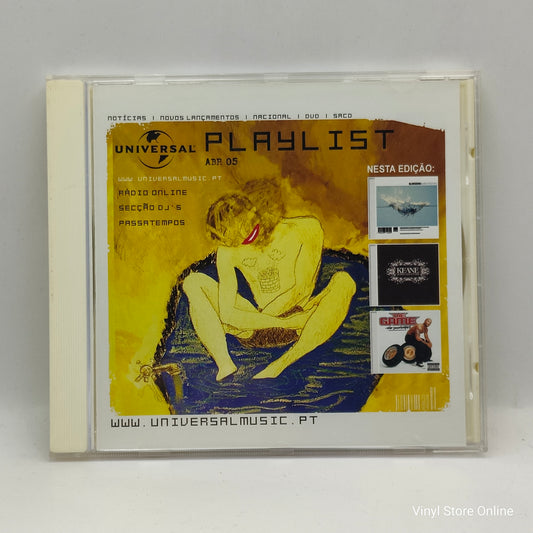 NOTÍCIAS | NOVOS LANÇAMENTOS | NACIONAL | DVD | SACD
UNIVERSAL
PLAYLIST
ABR 05
WWW.UNIVERSALMUSIC.PT
RÁDIO ONLINE
SECÇÃO DJ'S
PASSATEMPOS
NESTA EDIÇÃO:
KEANE
GAME
WWW.UNIVERSALMUSIC.PT
Vinyl Store Online